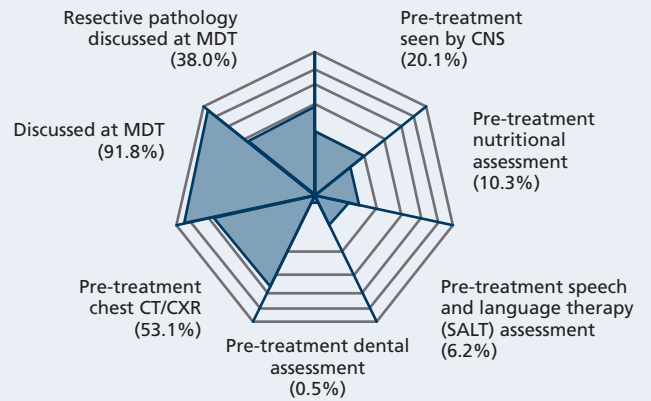 Resective pathology
discussed at MDT
(38.0%)
Pre-treatment
seen by CNS
(20.1%)
Discussed at MDT
(91.8%)
Pre-treatment
nutritional
assessment
(10.3%)
Pre-treatment
chest CT/CXR
(53.1%)
Pre-treatment speech
and language therapy
(SALT) assessment
(6.2%)
Pre-treatment dental
assessment
(0.5%)